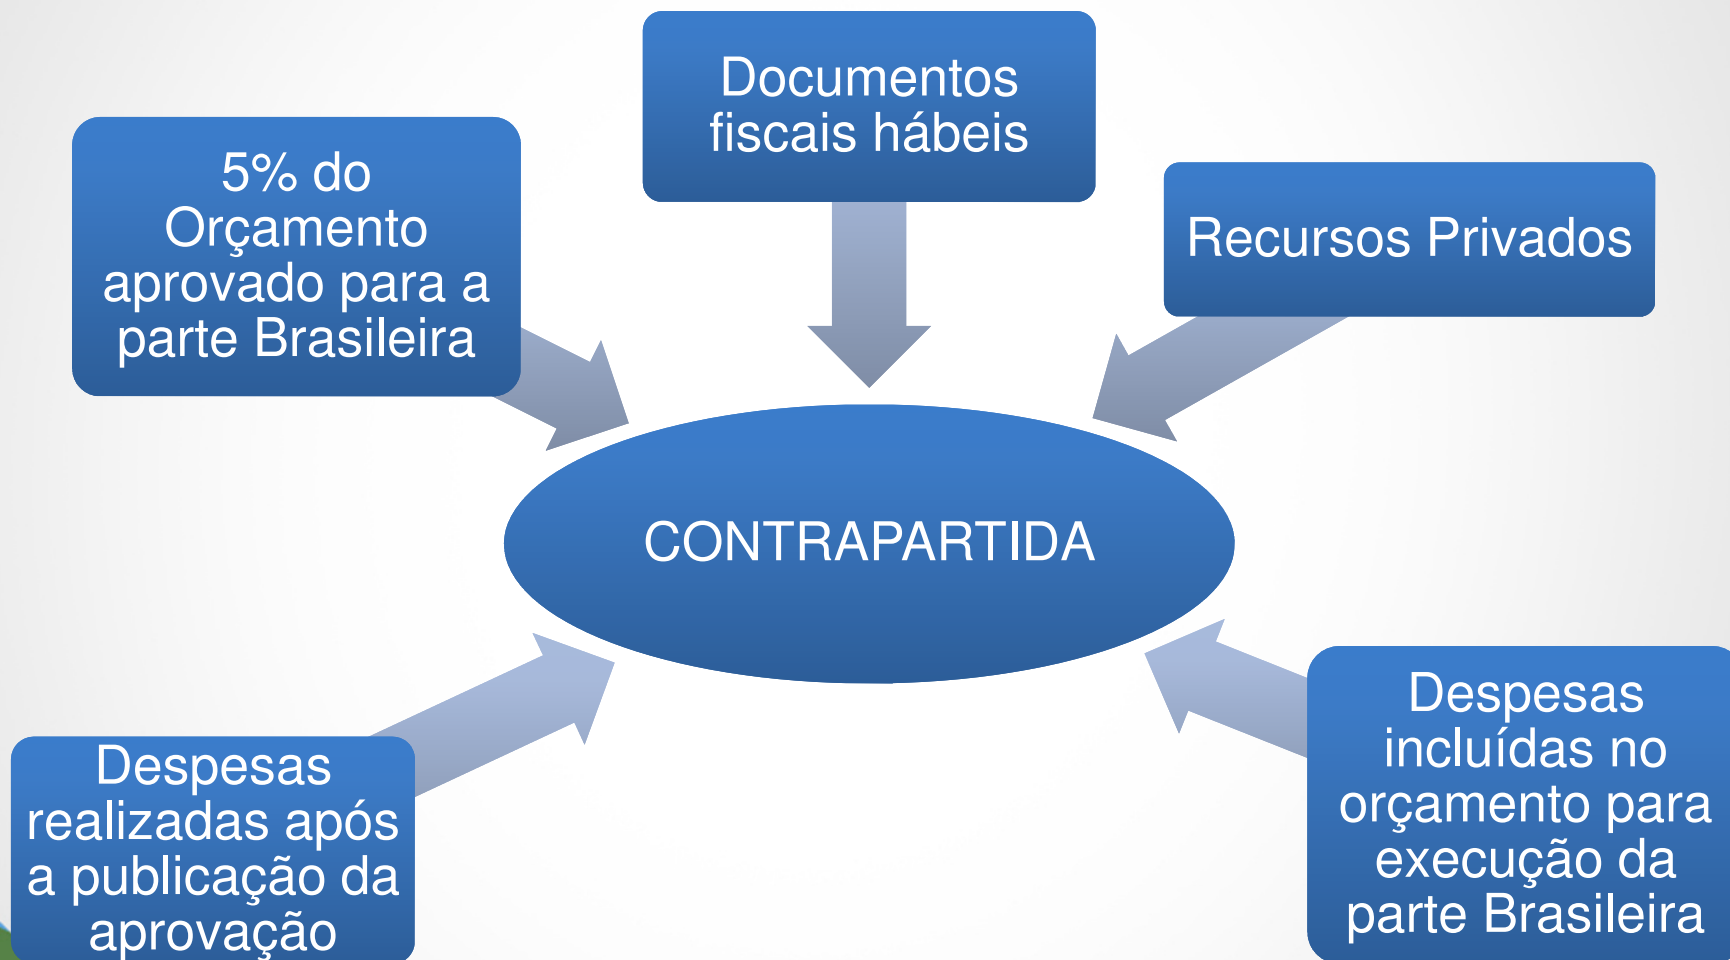 Documentos
fiscais hábeis
5% do
Orçamento
aprovado para a
parte Brasileira
Recursos Privados
CONTRAPARTIDA
Despesas
realizadas após
a publicação da
aprovação
Despesas
incluídas no
orçamento para
execução da
parte Brasileira